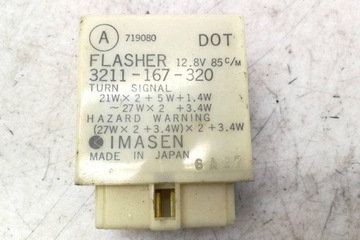 A 719080 DOT
FLASHER 12.8V 85c/M
3211-167-320
TURN SIGNAL
21W×2+5W+1.4W
~27W×2+3.4W
HAZARD WARNING
(27W×2+3.4W)×2+3.4W
IMASEN
MADE IN JAPAN